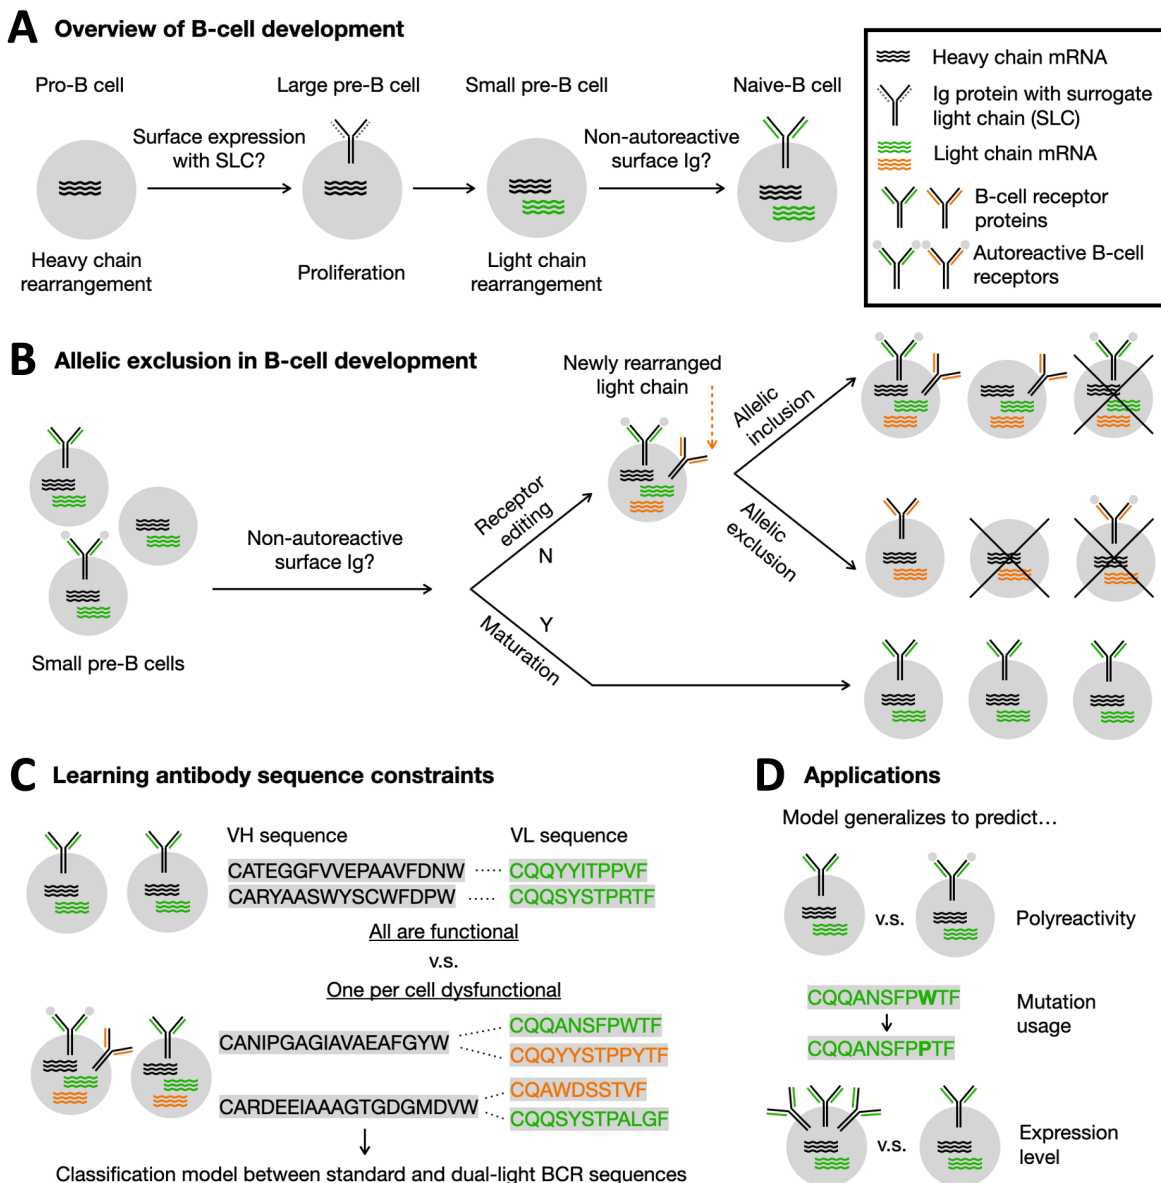 A Overview of B-cell development
Pro-B cell
Large pre-B cell
Small pre-B cell
Naive-B cell
Surface expression
with SLC?
Non-autoreactive
surface Ig?
Heavy chain
rearrangement
Proliferation
Light chain
rearrangement
Heavy chain mRNA
Ig protein with surrogate
light chain (SLC)
Light chain mRNA
B-cell receptor
proteins
Autoreactive B-cell
receptors
B Allelic exclusion in B-cell development
Newly rearranged
light chain
Allelic
inclusion
Allelic
exclusion
Receptor
editing
N
Non-autoreactive
surface Ig?
Y
Maturation
Small pre-B cells
C Learning antibody sequence constraints
VH sequence
VL sequence
CATEGGFVVEPAAVFDNW
CQQYYITPPVF
CARYAASWYSCWFDPW
CQQSYSTPRTF
All are functional
v.s.
One per cell dysfunctional
CANIPGAGIAVAEAFGYW
CQQANSFPWTF
CQQYYSTPPYTF
CARDEEIAAAGTGDGMDVW
CQAWDSSTVF
CQQSYSTPALGF
Classification model between standard and dual-light BCR sequences
D Applications
Model generalizes to predict…
v.s.
Polyreactivity
CQQANSFPWTF
CQQANSFPPTF
Mutation
usage
v.s.
Expression
level